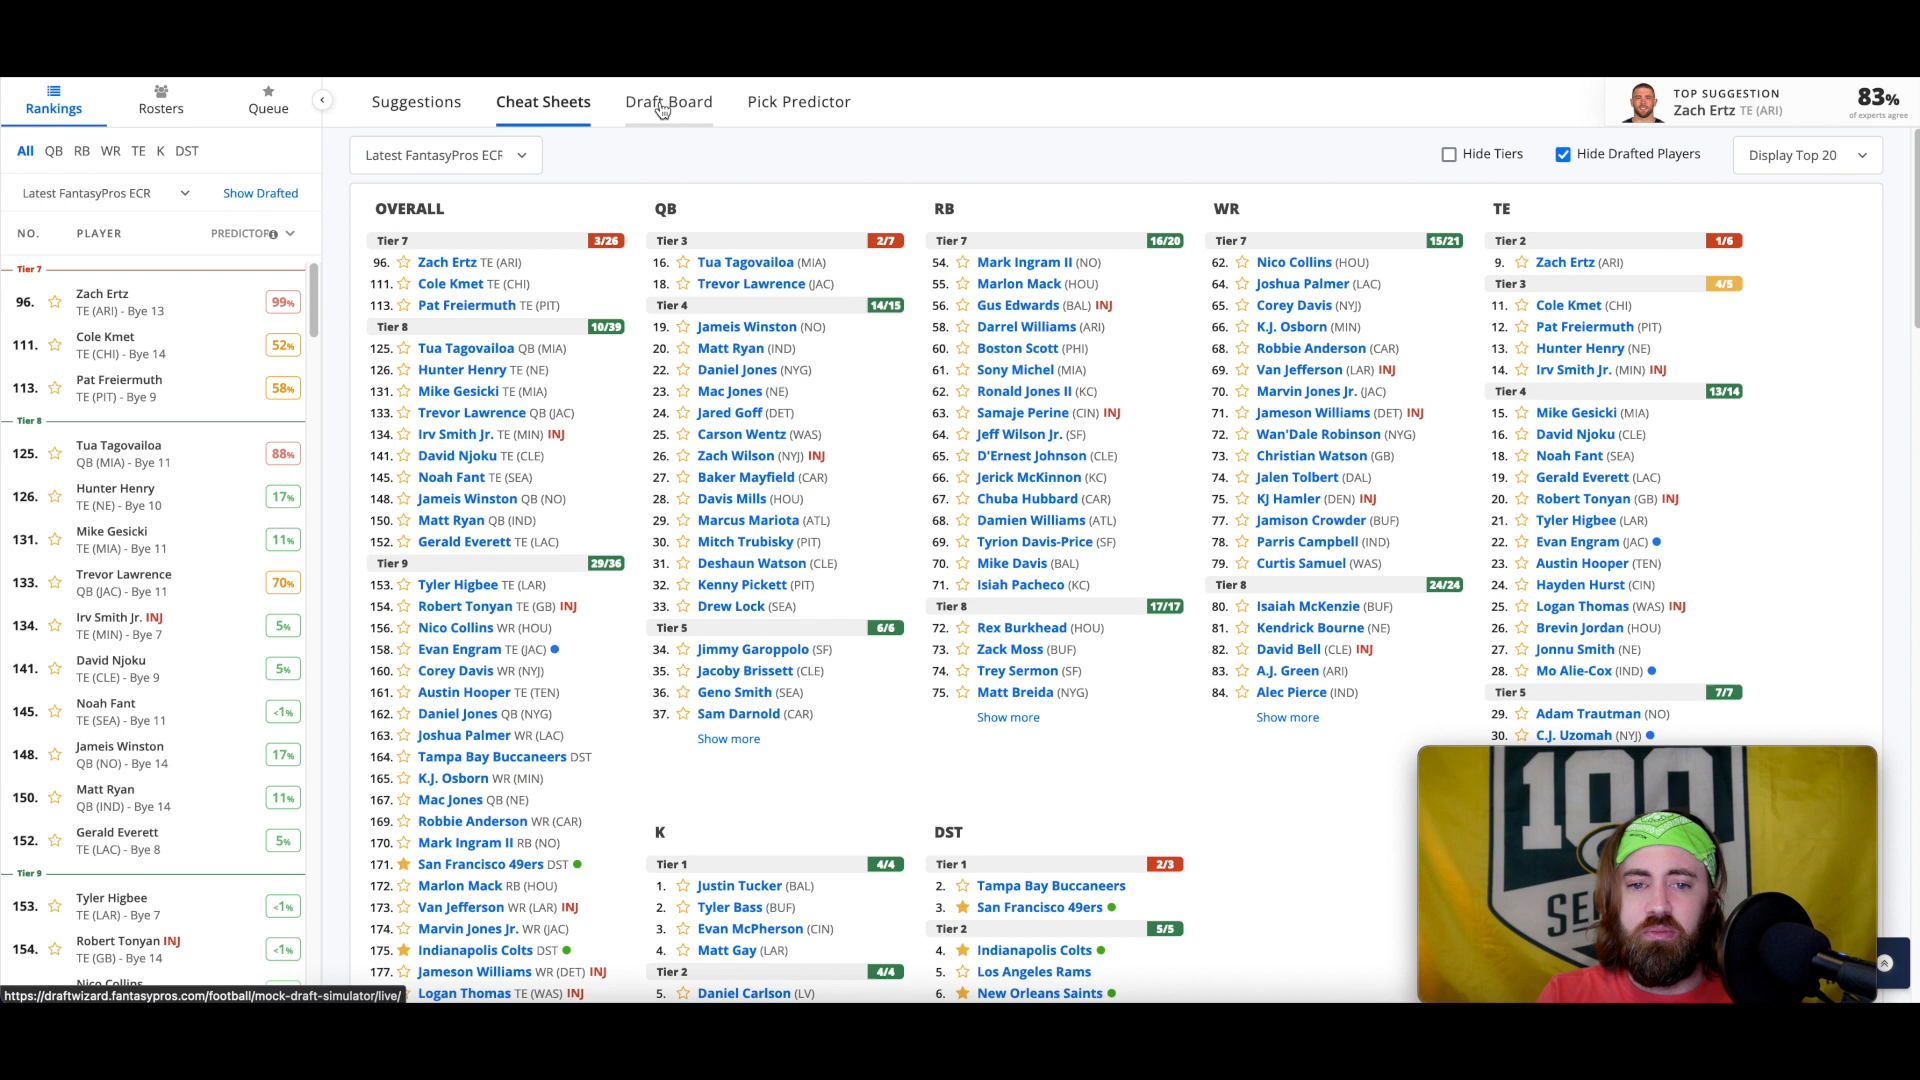 Rankings
Rosters
Queue
Suggestions
Cheat Sheets
Draft Board
Pick Predictor
TOP SUGGESTION
Zach Ertz TE (ARI)
83%
of experts agree
All QB RB WR TE K DST
Latest FantasyPros ECR
Show Drafted
NO. PLAYER PREDICTOR
Tier 7
96. Zach Ertz 99%
TE (ARI) - Bye 13
111. Cole Kmet 52%
TE (CHI) - Bye 14
113. Pat Freiermuth 58%
TE (PIT) - Bye 9
Tier 8
125. Tua Tagovailoa 88%
QB (MIA) - Bye 11
126. Hunter Henry 17%
TE (NE) - Bye 10
131. Mike Gesicki 11%
TE (MIA) - Bye 11
133. Trevor Lawrence 70%
QB (JAC) - Bye 11
134. Irv Smith Jr. INJ 5%
TE (MIN) - Bye 7
141. David Njoku 5%
TE (CLE) - Bye 9
145. Noah Fant <1%
TE (SEA) - Bye 11
148. Jameis Winston 17%
QB (NO) - Bye 14
150. Matt Ryan 11%
QB (IND) - Bye 14
152. Gerald Everett 5%
TE (LAC) - Bye 8
Tier 9
153. Tyler Higbee <1%
TE (LAR) - Bye 7
154. Robert Tonyan INJ <1%
TE (GB) - Bye 14
Nico Collins
https://draftwizard.fantasypros.com/football/mock-draft-simulator/live/
Latest FantasyPros ECR
Hide Tiers
Hide Drafted Players
Display Top 20
OVERALL
Tier 7 3/26
96. Zach Ertz TE (ARI)
111. Cole Kmet TE (CHI)
113. Pat Freiermuth TE (PIT)
Tier 8 10/39
125. Tua Tagovailoa QB (MIA)
126. Hunter Henry TE (NE)
131. Mike Gesicki TE (MIA)
133. Trevor Lawrence QB (JAC)
134. Irv Smith Jr. TE (MIN) INJ
141. David Njoku TE (CLE)
145. Noah Fant TE (SEA)
148. Jameis Winston QB (NO)
150. Matt Ryan QB (IND)
152. Gerald Everett TE (LAC)
Tier 9 29/36
153. Tyler Higbee TE (LAR)
154. Robert Tonyan TE (GB) INJ
156. Nico Collins WR (HOU)
158. Evan Engram TE (JAC)
160. Corey Davis WR (NYJ)
161. Austin Hooper TE (TEN)
162. Daniel Jones QB (NYG)
163. Joshua Palmer WR (LAC)
164. Tampa Bay Buccaneers DST
165. K.J. Osborn WR (MIN)
167. Mac Jones QB (NE)
169. Robbie Anderson WR (CAR)
170. Mark Ingram II RB (NO)
171. San Francisco 49ers DST
172. Marlon Mack RB (HOU)
173. Van Jefferson WR (LAR) INJ
174. Marvin Jones Jr. WR (JAC)
175. Indianapolis Colts DST
177. Jameson Williams WR (DET) INJ
Logan Thomas TE (WAS) INJ
QB
Tier 3 2/7
16. Tua Tagovailoa (MIA)
18. Trevor Lawrence (JAC)
Tier 4 14/15
19. Jameis Winston (NO)
20. Matt Ryan (IND)
22. Daniel Jones (NYG)
23. Mac Jones (NE)
24. Jared Goff (DET)
25. Carson Wentz (WAS)
26. Zach Wilson (NYJ) INJ
27. Baker Mayfield (CAR)
28. Davis Mills (HOU)
29. Marcus Mariota (ATL)
30. Mitch Trubisky (PIT)
31. Deshaun Watson (CLE)
32. Kenny Pickett (PIT)
33. Drew Lock (SEA)
Tier 5 6/6
34. Jimmy Garoppolo (SF)
35. Jacoby Brissett (CLE)
36. Geno Smith (SEA)
37. Sam Darnold (CAR)
Show more
RB
Tier 7 16/20
54. Mark Ingram II (NO)
55. Marlon Mack (HOU)
56. Gus Edwards (BAL) INJ
58. Darrel Williams (ARI)
60. Boston Scott (PHI)
61. Sony Michel (MIA)
62. Ronald Jones II (KC)
63. Samaje Perine (CIN) INJ
64. Jeff Wilson Jr. (SF)
65. D'Ernest Johnson (CLE)
66. Jerick McKinnon (KC)
67. Chuba Hubbard (CAR)
68. Damien Williams (ATL)
69. Tyrion Davis-Price (SF)
70. Mike Davis (BAL)
71. Isiah Pacheco (KC)
Tier 8 17/17
72. Rex Burkhead (HOU)
73. Zack Moss (BUF)
74. Trey Sermon (SF)
75. Matt Breida (NYG)
Show more
WR
Tier 7 15/21
62. Nico Collins (HOU)
64. Joshua Palmer (LAC)
65. Corey Davis (NYJ)
66. K.J. Osborn (MIN)
68. Robbie Anderson (CAR)
69. Van Jefferson (LAR) INJ
70. Marvin Jones Jr. (JAC)
71. Jameson Williams (DET) INJ
72. Wan'Dale Robinson (NYG)
73. Christian Watson (GB)
74. Jalen Tolbert (DAL)
75. KJ Hamler (DEN) INJ
77. Jamison Crowder (BUF)
78. Parris Campbell (IND)
79. Curtis Samuel (WAS)
Tier 8 24/24
80. Isaiah McKenzie (BUF)
81. Kendrick Bourne (NE)
82. David Bell (CLE) INJ
83. A.J. Green (ARI)
84. Alec Pierce (IND)
Show more
TE
Tier 2 1/6
9. Zach Ertz (ARI)
Tier 3 4/5
11. Cole Kmet (CHI)
12. Pat Freiermuth (PIT)
13. Hunter Henry (NE)
14. Irv Smith Jr. (MIN) INJ
Tier 4 13/14
15. Mike Gesicki (MIA)
16. David Njoku (CLE)
18. Noah Fant (SEA)
19. Gerald Everett (LAC)
20. Robert Tonyan (GB) INJ
21. Tyler Higbee (LAR)
22. Evan Engram (JAC)
23. Austin Hooper (TEN)
24. Hayden Hurst (CIN)
25. Logan Thomas (WAS) INJ
26. Brevin Jordan (HOU)
27. Jonnu Smith (NE)
28. Mo Alie-Cox (IND)
Tier 5 7/7
29. Adam Trautman (NO)
30. C.J. Uzomah (NYJ)
K
Tier 1 4/4
1. Justin Tucker (BAL)
2. Tyler Bass (BUF)
3. Evan McPherson (CIN)
4. Matt Gay (LAR)
Tier 2 4/4
5. Daniel Carlson (LV)
DST
Tier 1 2/3
2. Tampa Bay Buccaneers
3. San Francisco 49ers
Tier 2 5/5
4. Indianapolis Colts
5. Los Angeles Rams
6. New Orleans Saints
100
SE